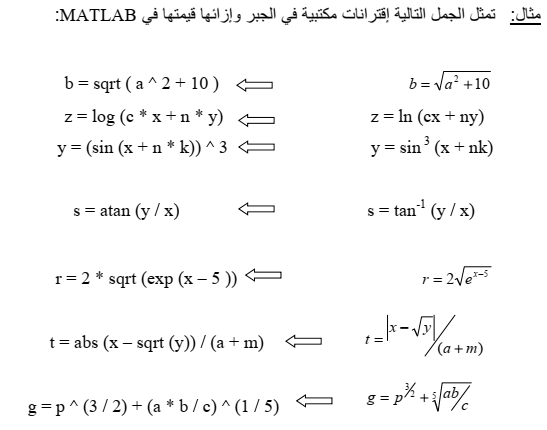 مثال: تمثل الجمل التالية إقترانات مكتبية في الجبر وإزائها قيمتها في MATLAB:
b = sqrt ( a ^ 2 + 10 ) ⇐ b = √(a² + 10)
z = log (c * x + n * y) ⇐ z = ln (cx + ny)
y = (sin (x + n * k)) ^ 3 ⇐ y = sin³ (x + nk)
s = atan (y / x) ⇐ s = tan⁻¹ (y / x)
r = 2 * sqrt (exp (x – 5 )) ⇐ r = 2√(e^(x–5))
t = abs (x – sqrt (y)) / (a + m) ⇐ t = |x – √y| / (a + m)
g = p ^ (3 / 2) + (a * b / c) ^ (1 / 5) ⇐ g = p^(3/2) + ⁵√(ab/c)